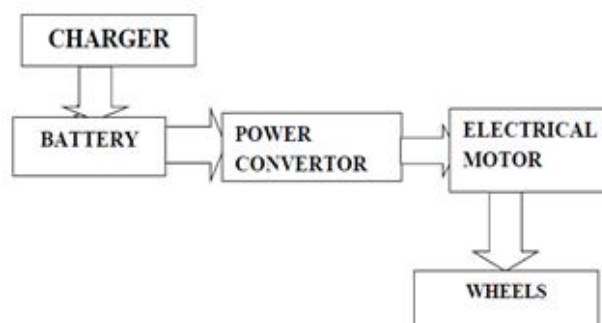 CHARGER
BATTERY
POWER
CONVERTOR
ELECTRICAL
MOTOR
WHEELS